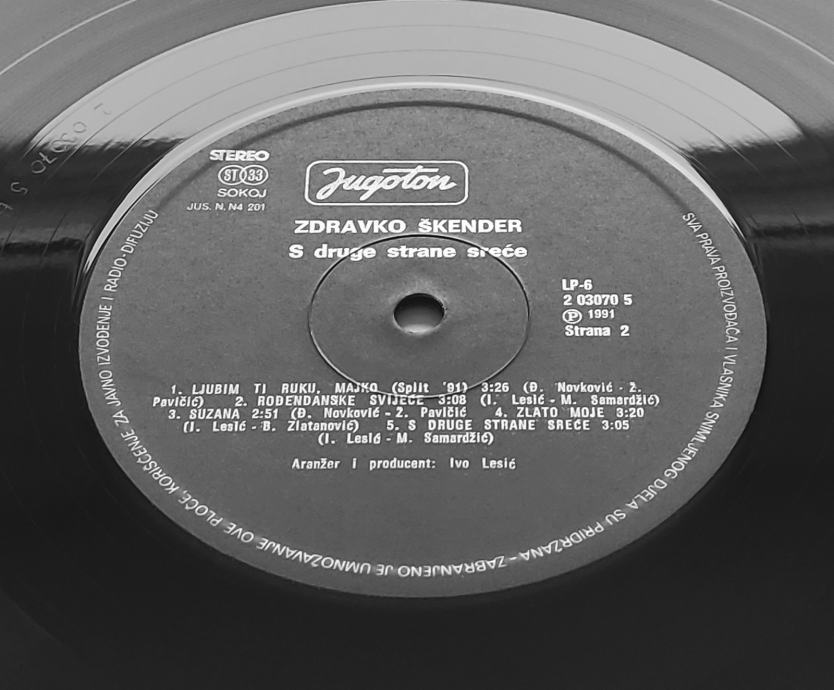 STEREO
ST 33
SOKOJ
JUS. N. N4 201
Jugoton
ZDRAVKO ŠKENDER
S druge strane sreće
LP-6
2 03070 5
Ⓟ 1991
Strana 2
1. LJUBIM TI RUKU, MAJKO (Split '91) 3:26 (Đ. Novković - Ž.
Pavičić) 2. ROĐENDANSKE SVIJEĆE 3:08 (I. Lesić - M. Samardžić)
3. SUZANA 2:51 (Đ. Novković - Ž. Pavičić 4. ZLATO MOJE 3:20
(I. Lesić - B. Zlatanović) 5. S DRUGE STRANE SREĆE 3:05
(I. Lesić - M. Samardžić)
Aranžer i producent: Ivo Lesić
SVA PRAVA PROIZVOĐAČA I VLASNIKA SNIMLJENOG DJELA SU PRIDRŽANA - ZABRANJENO JE UMNOŽAVANJE OVE PLOČE, KORIŠĆENJE ZA JAVNO IZVOĐENJE I RADIO-DIFUZIJU
2 03070 5